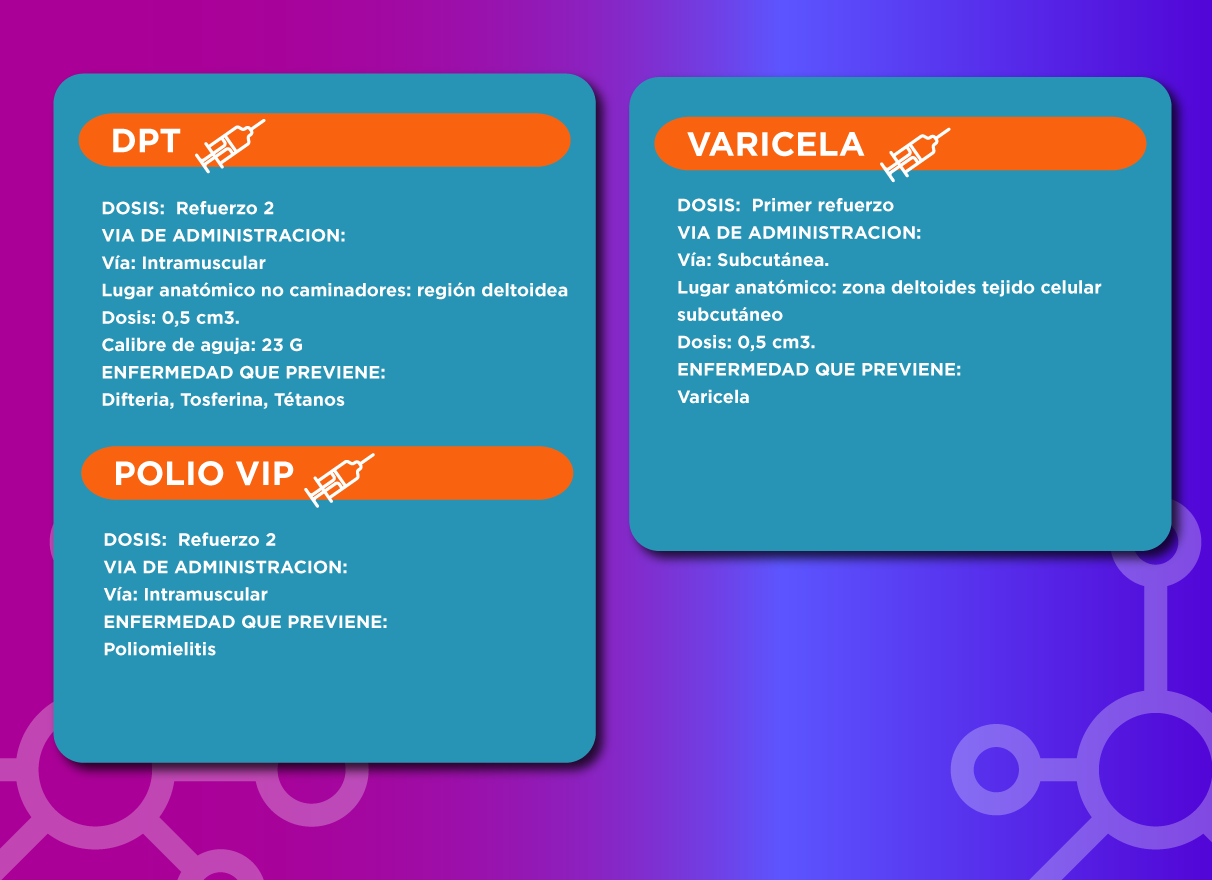 DPT
DOSIS:  Refuerzo 2
VIA DE ADMINISTRACION:
Vía: Intramuscular
Lugar anatómico no caminadores: región deltoidea
Dosis: 0,5 cm3.
Calibre de aguja: 23 G
ENFERMEDAD QUE PREVIENE:
Difteria, Tosferina, Tétanos
POLIO VIP
DOSIS:  Refuerzo 2
VIA DE ADMINISTRACION:
Vía: Intramuscular
ENFERMEDAD QUE PREVIENE:
Poliomielitis
VARICELA
DOSIS:  Primer refuerzo
VIA DE ADMINISTRACION:
Vía: Subcutánea.
Lugar anatómico: zona deltoides tejido celular
subcutáneo
Dosis: 0,5 cm3.
ENFERMEDAD QUE PREVIENE:
Varicela